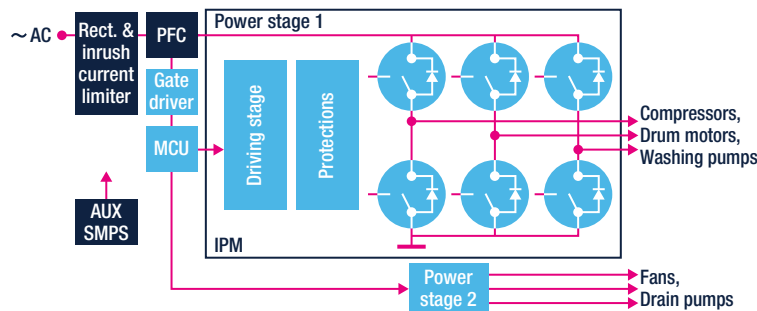 ~ AC
Rect. &
inrush
current
limiter
PFC
Gate
driver
MCU
AUX
SMPS
Power stage 1
Driving stage
Protections
IPM
Compressors,
Drum motors,
Washing pumps
Power
stage 2
Fans,
Drain pumps